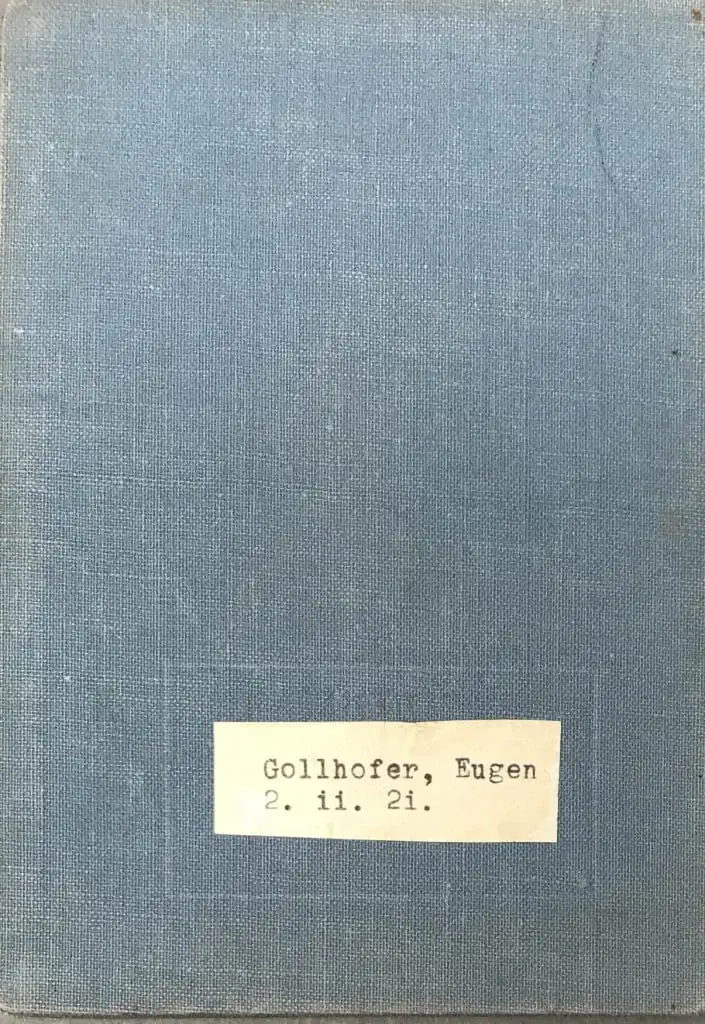 Gollhofer, Eugen
2. ii. 2i.